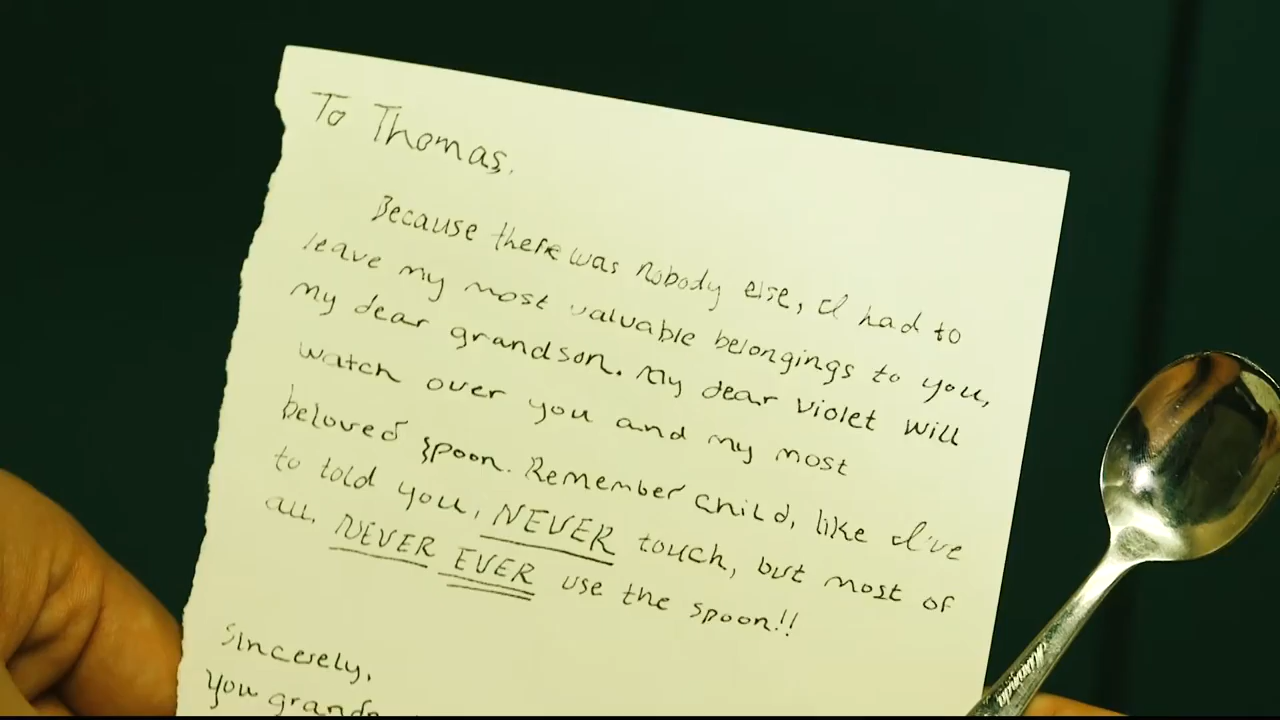 To Thomas,
Because there was nobody else, I had to
leave my most valuable belongings to you,
my dear grandson. My dear violet will
watch over you and my most
beloved spoon. Remember child, like I've
to told you, NEVER touch, but most of
all, NEVER EVER use the spoon!!
Sincerely,
You